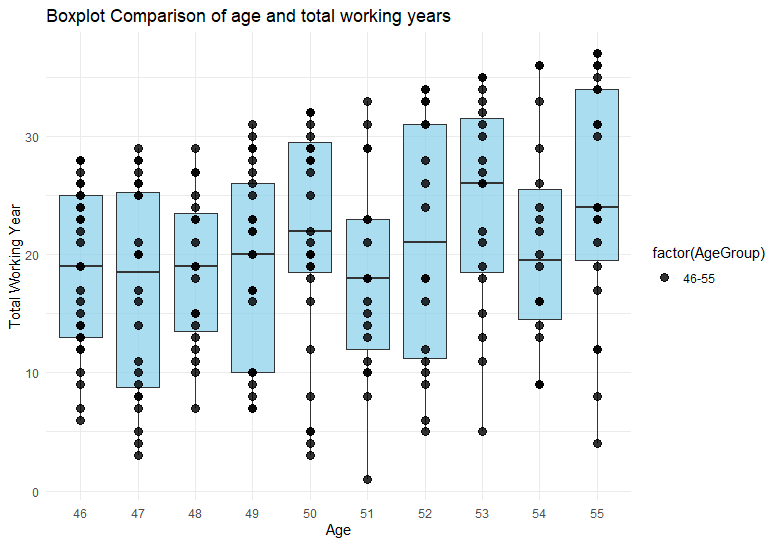 Boxplot Comparison of age and total working years
Total Working Year
30
20
10
0
46 47 48 49 50 51 52 53 54 55
Age
factor(AgeGroup)
46-55